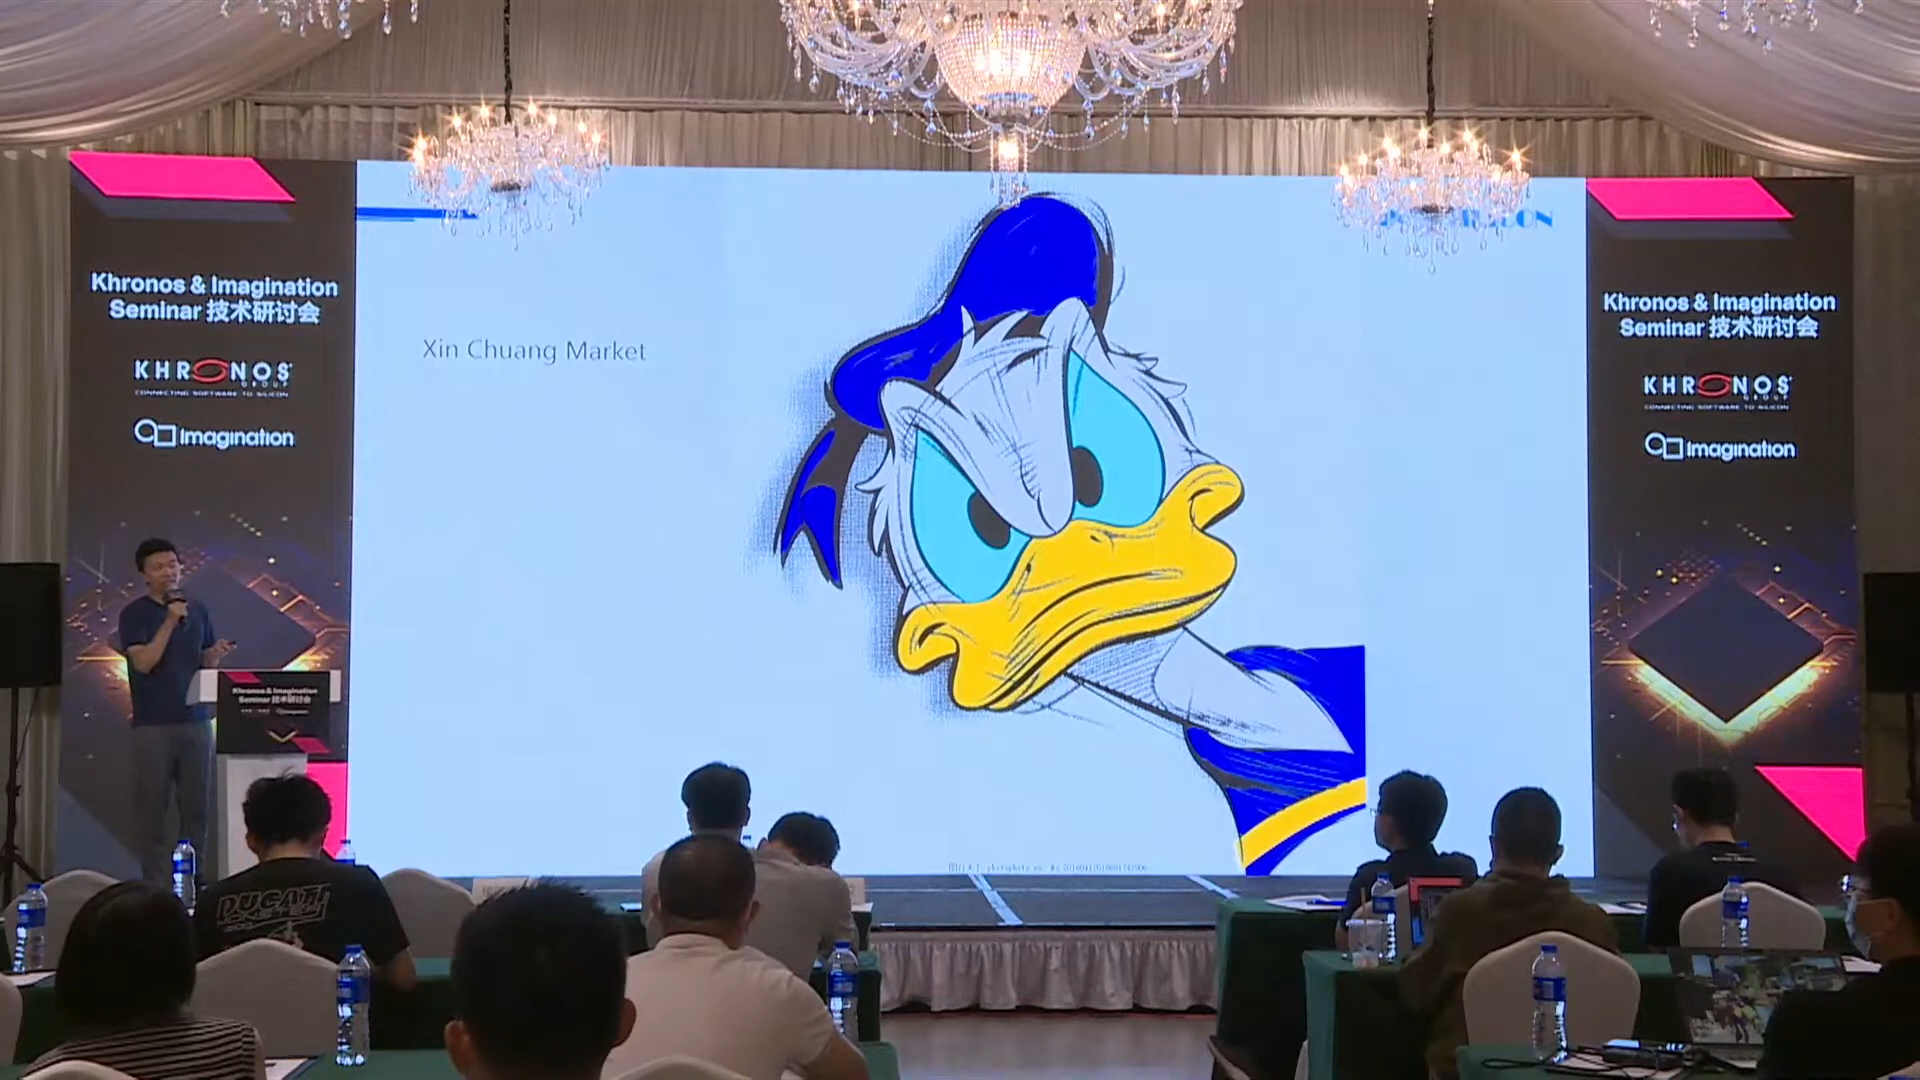 Khronos & Imagination
Seminar 技术研讨会
KHRONOS
GROUP
CONNECTING SOFTWARE TO SILICON
Imagination
Xin Chuang Market
Khronos & Imagination
Seminar 技术研讨会
KHRONOS
GROUP
CONNECTING SOFTWARE TO SILICON
Imagination
Khronos & Imagination
Seminar 技术研讨会
DUCATI